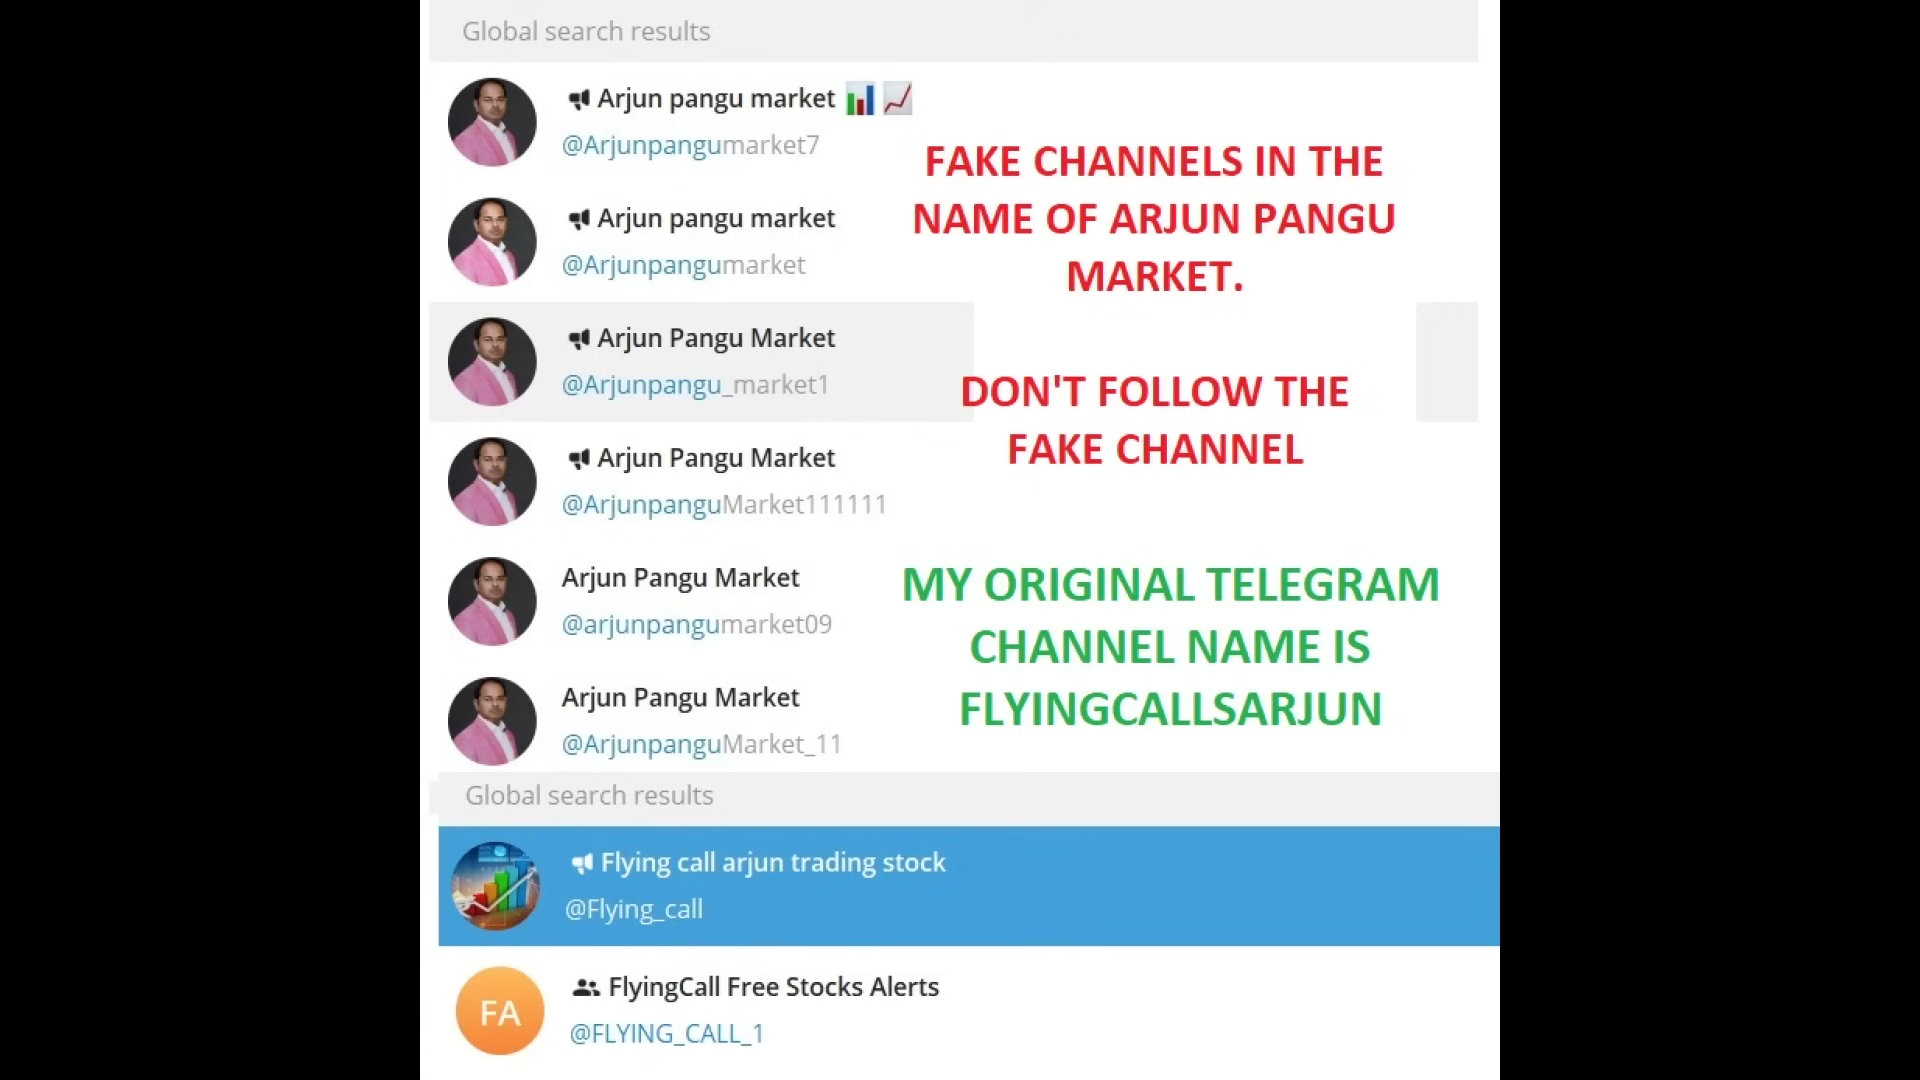 Global search results
Arjun pangu market
@Arjunpangumarket7
Arjun pangu market
@Arjunpangumarket
Arjun Pangu Market
@Arjunpangu_market1
Arjun Pangu Market
@ArjunpanguMarket111111
Arjun Pangu Market
@arjunpangumarket09
Arjun Pangu Market
@ArjunpanguMarket_11
FAKE CHANNELS IN THE
NAME OF ARJUN PANGU
MARKET.
DON'T FOLLOW THE
FAKE CHANNEL
MY ORIGINAL TELEGRAM
CHANNEL NAME IS
FLYINGCALLSARJUN
Global search results
Flying call arjun trading stock
@Flying_call
FA
FlyingCall Free Stocks Alerts
@FLYING_CALL_1